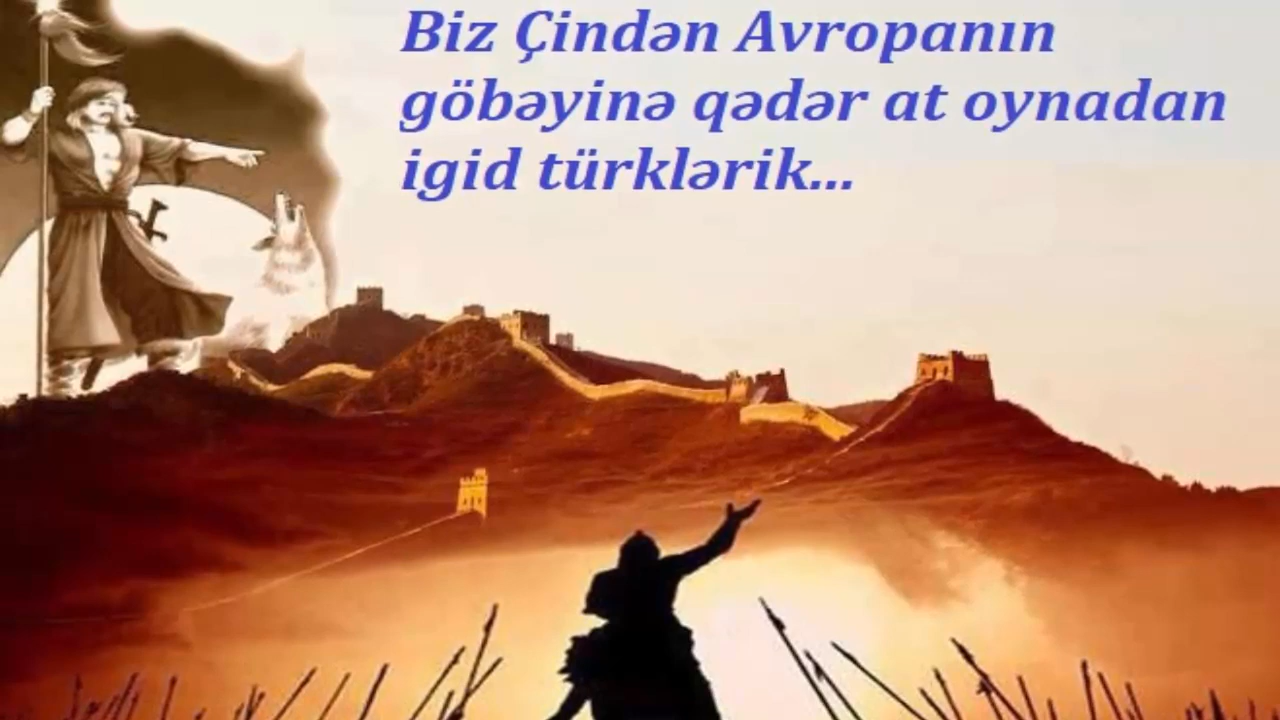 Biz Çindən Avropanın
göbəyinə qədər at oynadan
igid türklərik...